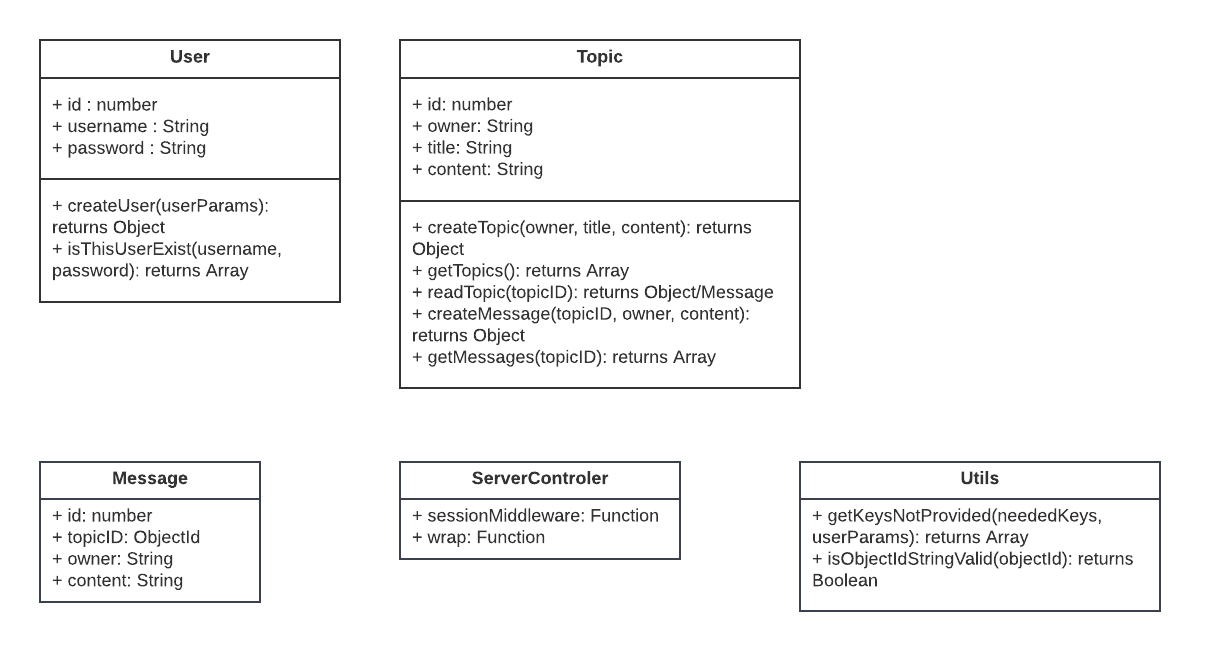 User
+ id : number
+ username : String
+ password : String
+ createUser(userParams):
returns Object
+ isThisUserExist(username,
password): returns Array
Topic
+ id: number
+ owner: String
+ title: String
+ content: String
+ createTopic(owner, title, content): returns
Object
+ getTopics(): returns Array
+ readTopic(topicID): returns Object/Message
+ createMessage(topicID, owner, content):
returns Object
+ getMessages(topicID): returns Array
Message
+ id: number
+ topicID: ObjectId
+ owner: String
+ content: String
ServerControler
+ sessionMiddleware: Function
+ wrap: Function
Utils
+ getKeysNotProvided(neededKeys,
userParams): returns Array
+ isObjectIdStringValid(objectId): returns
Boolean